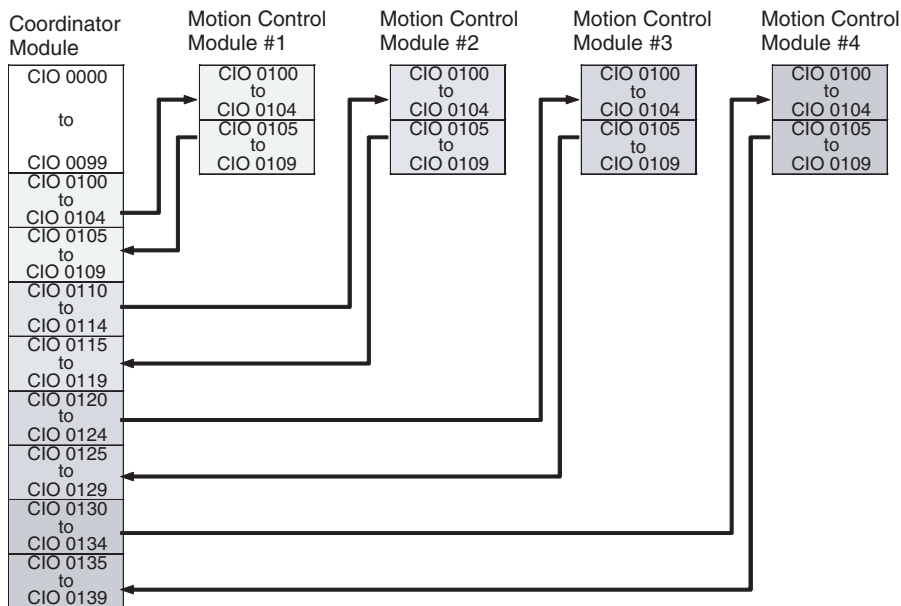 Coordinator
Module
Motion Control
Module #1
Motion Control
Module #2
Motion Control
Module #3
Motion Control
Module #4
CIO 0000
to
CIO 0099
CIO 0100
to
CIO 0104
CIO 0105
to
CIO 0109
CIO 0110
to
CIO 0114
CIO 0115
to
CIO 0119
CIO 0120
to
CIO 0124
CIO 0125
to
CIO 0129
CIO 0130
to
CIO 0134
CIO 0135
to
CIO 0139
CIO 0100
to
CIO 0104
CIO 0105
to
CIO 0109
CIO 0100
to
CIO 0104
CIO 0105
to
CIO 0109
CIO 0100
to
CIO 0104
CIO 0105
to
CIO 0109
CIO 0100
to
CIO 0104
CIO 0105
to
CIO 0109